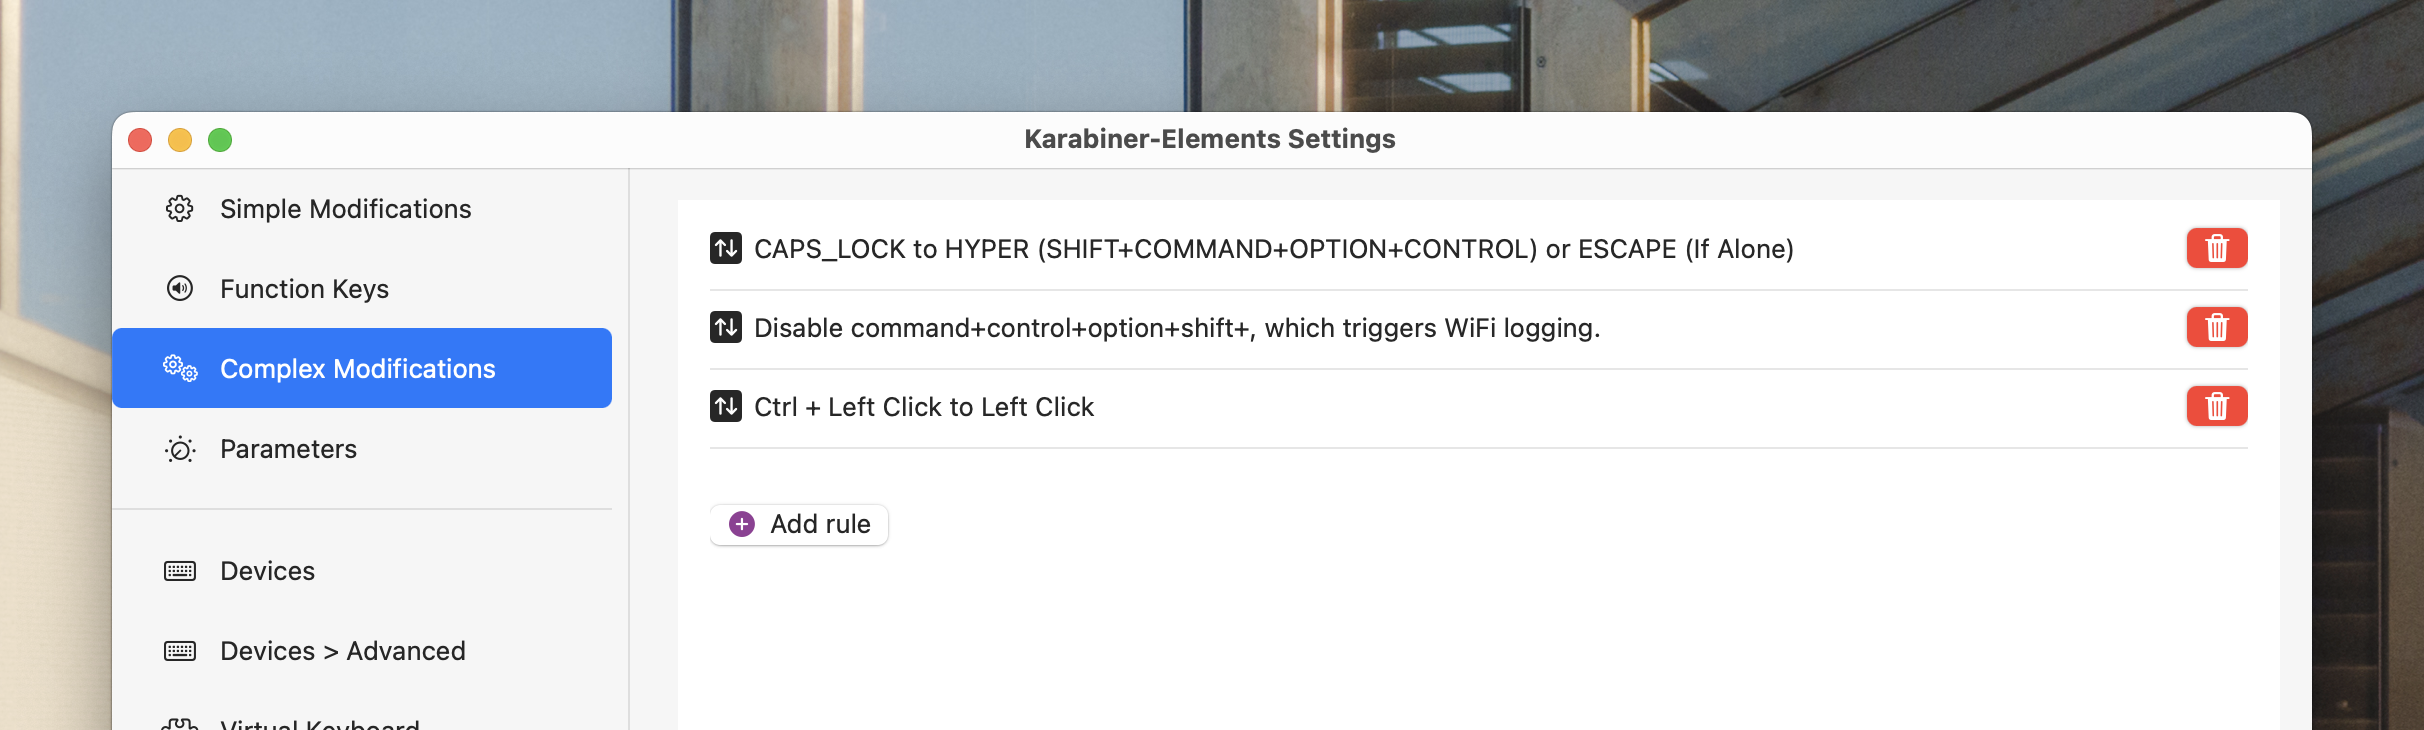 Karabiner-Elements Settings
Simple Modifications
Function Keys
Complex Modifications
Parameters
Devices
Devices > Advanced
Virtual Keyboard
CAPS_LOCK to HYPER (SHIFT+COMMAND+OPTION+CONTROL) or ESCAPE (If Alone)
Disable command+control+option+shift+, which triggers WiFi logging.
Ctrl + Left Click to Left Click
Add rule